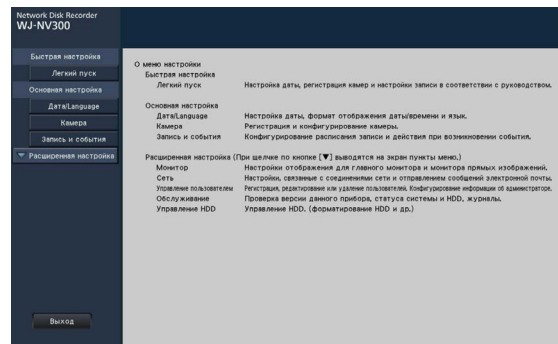 Network Disk Recorder
WJ-NV300
Быстрая настройка
Легкий пуск
Основная настройка
Дата/Language
Камера
Запись и события
Расширенная настройка
Выход
О меню настройки
Быстрая настройка
Легкий пуск Настройка даты, регистрация камер и настройки записи в соответствии с руководством.
Основная настройка
Дата/Language Настройка даты, формат отображения даты/времени и язык.
Камера Регистрация и конфигурирование камеры.
Запись и события Конфигурирование расписания записи и действия при возникновении события.
Расширенная настройка (При щелчке по кнопке [▼] выводятся на экран пункты меню.)
Монитор Настройки отображения для главного монитора и монитора прямых изображений.
Сеть Настройки, связанные с соединениями сети и отправлением сообщений электронной почты.
Управление пользователем Регистрация, редактирование или удаление пользователей. Конфигурирование информации об администраторе.
Обслуживание Проверка версии данного прибора, статуса системы и HDD, журналы.
Управление HDD Управление HDD. (форматирование HDD и др.)